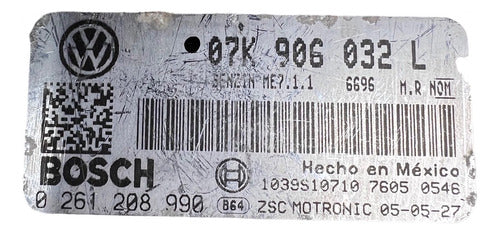 07K 906 032 L
BENZIN ME7.1.1 6696 M.R NOM
BOSCH
Hecho en México
1039S10710 7605 0546
0 261 208 990 B64 ZSC MOTRONIC 05-05-27